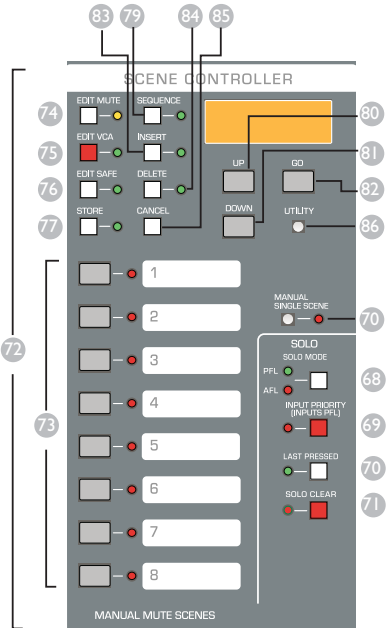 83 79 84 85
SCENE CONTROLLER
EDIT MUTE SEQUENCE
74
80
EDIT VCA INSERT
75
81
UP GO
EDIT SAFE DELETE
76
82
STORE CANCEL
DOWN UTILITY
77
86
1
2
MANUAL
SINGLE SCENE
70
72
3
SOLO
SOLO MODE
PFL
68
AFL
4
INPUT PRIORITY
(INPUTS PFL)
73
69
5
LAST PRESSED
70
6
SOLO CLEAR
71
7
8
MANUAL MUTE SCENES